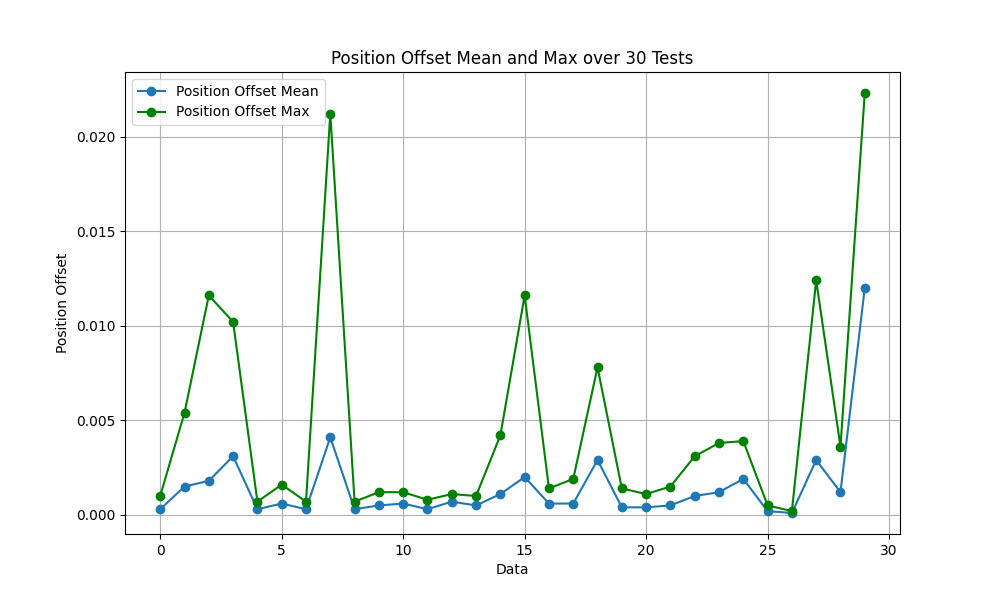 Position Offset Mean and Max over 30 Tests
Position Offset Mean
Position Offset Max
0.020
0.015
0.010
0.005
0.000
Position Offset
0 5 10 15 20 25 30
Data